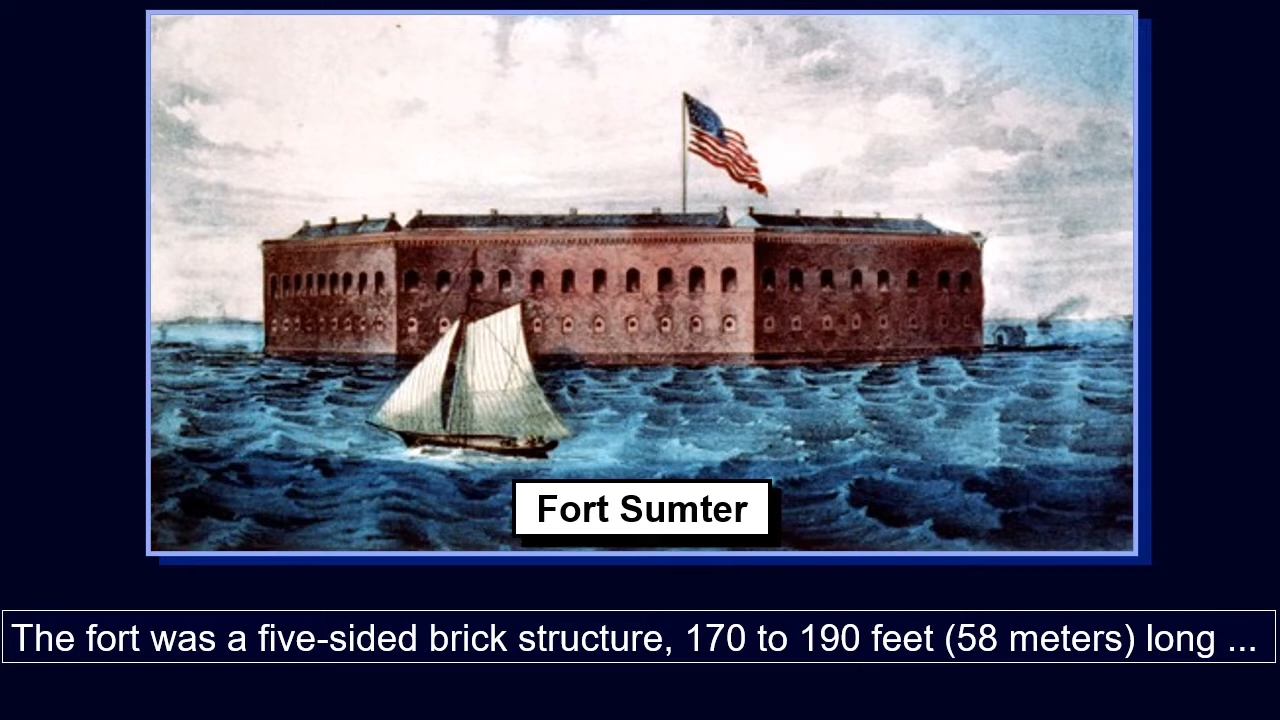 Fort Sumter
The fort was a five-sided brick structure, 170 to 190 feet (58 meters) long ...